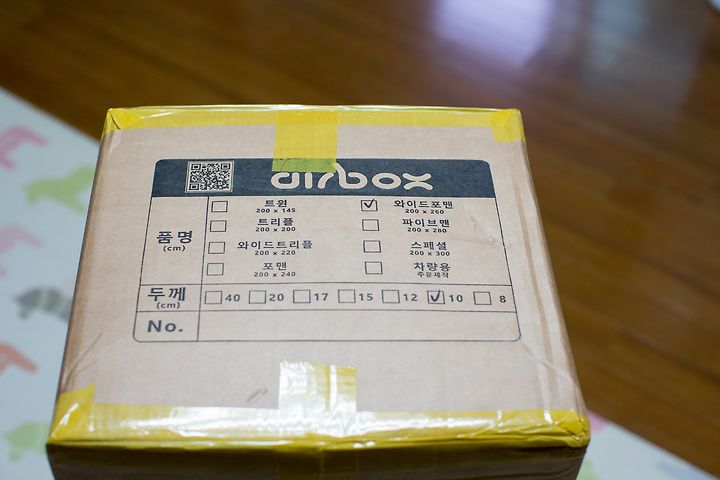 airbox
품명
(cm)
트윈
200 x 145
✓ 와이드포맨
200 x 260
트리플
200 x 200
파이브맨
200 x 280
와이드트리플
200 x 220
스페셜
200 x 300
포맨
200 x 240
차량용
주문제작
두께
(cm)
40 20 17 15 12 ✓ 10 8
No.